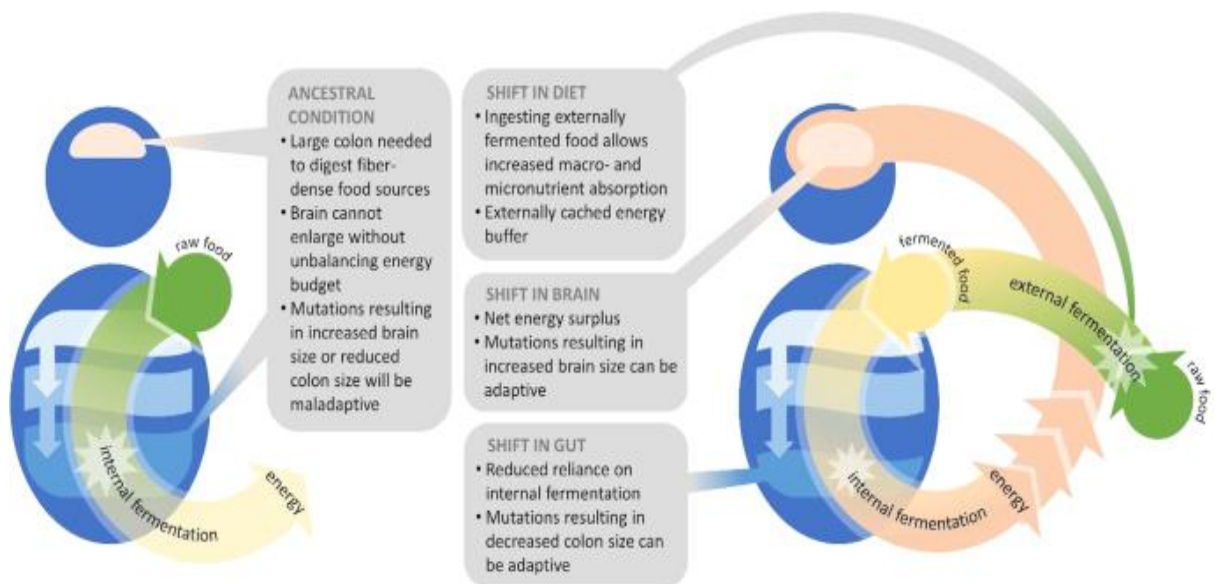 ANCESTRAL
CONDITION
• Large colon needed
to digest fiber-
dense food sources
• Brain cannot
enlarge without
unbalancing energy
budget
• Mutations resulting
in increased brain
size or reduced
colon size will be
maladaptive
raw food
internal fermentation
energy
SHIFT IN DIET
• Ingesting externally
fermented food allows
increased macro- and
micronutrient absorption
• Externally cached energy
buffer
SHIFT IN BRAIN
• Net energy surplus
• Mutations resulting in
increased brain size can be
adaptive
SHIFT IN GUT
• Reduced reliance on
internal fermentation
• Mutations resulting in
decreased colon size can
be adaptive
fermented food
external fermentation
raw food
internal fermentation
energy